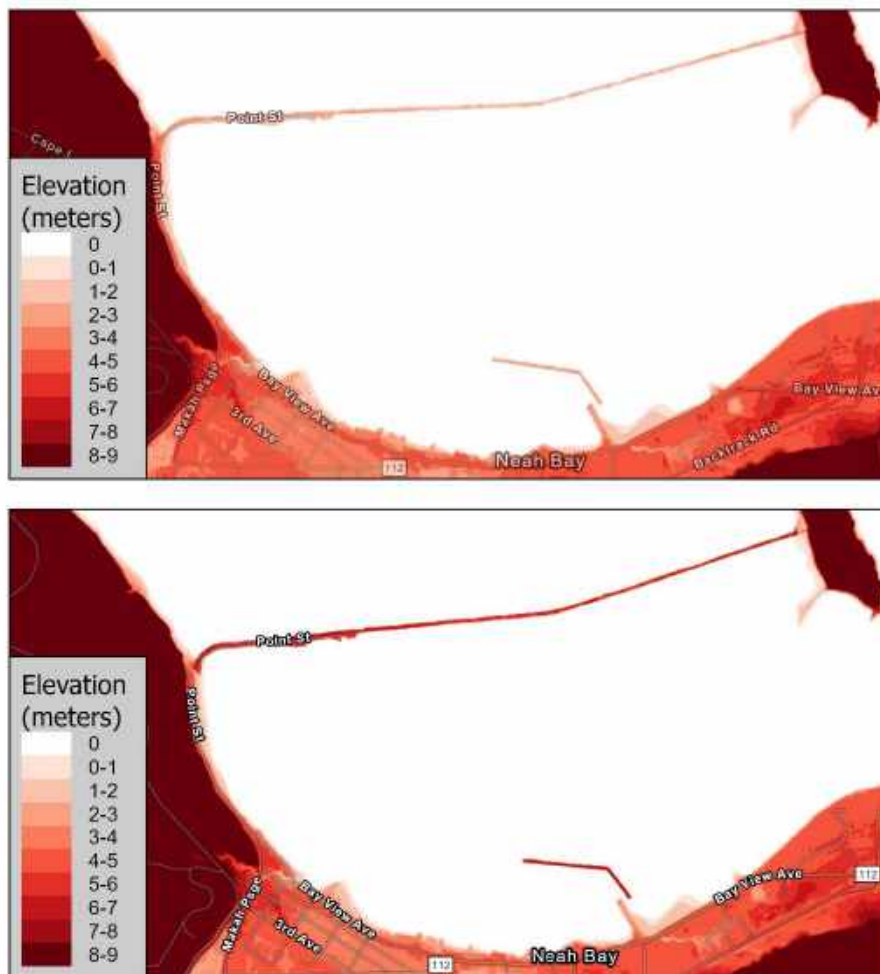 Point St
Cape F
Point St
Elevation
(meters)
0
0-1
1-2
2-3
3-4
4-5
5-6
6-7
7-8
8-9
Makah Page
Bay View Ave
3rd Ave
112
Neah Bay
Backtrack Rd
Bay View Ave
Point St
Point St
Elevation
(meters)
0
0-1
1-2
2-3
3-4
4-5
5-6
6-7
7-8
8-9
Makah Page
Bay View Ave
3rd Ave
112
Neah Bay
Bay View Ave
112